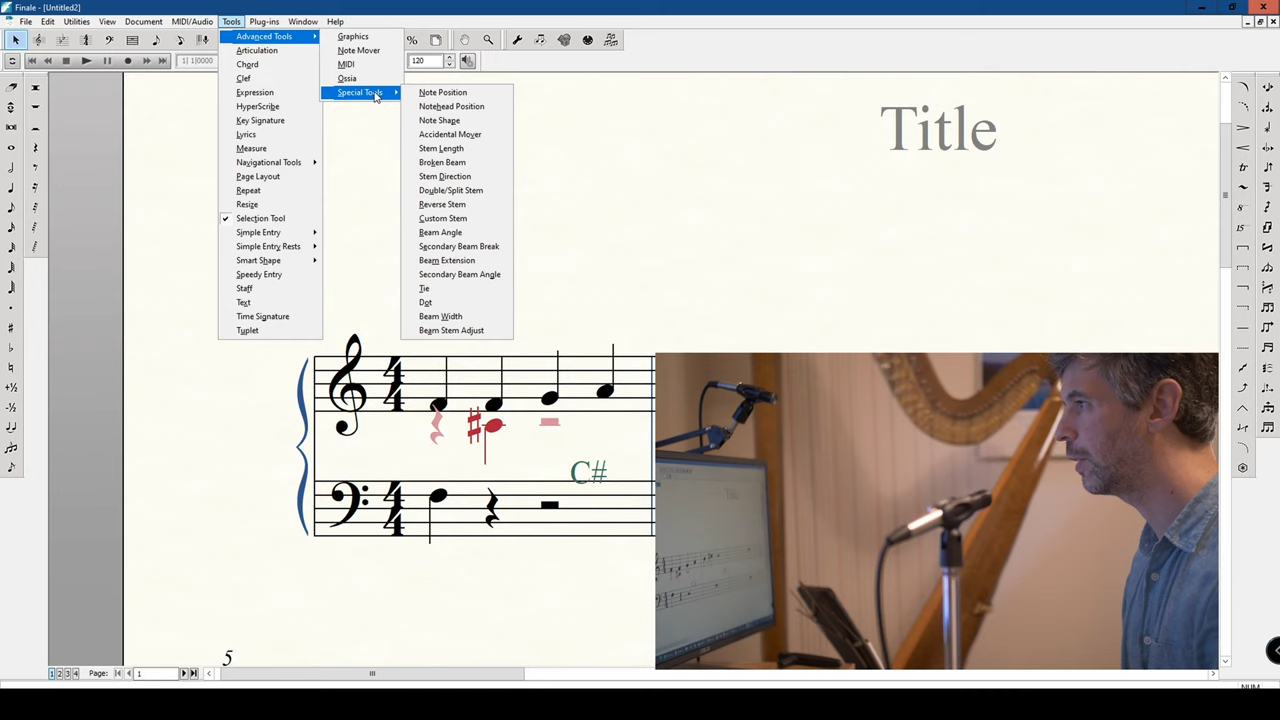 Finale - [Untitled2]
File Edit Utilities View Document Tools Plug-ins Window Help
MIDI/Audio
120
Advanced Tools
Articulation
Chord
Clef
Expression
HyperScribe
Key Signature
Lyrics
Measure
Navigational Tools
Page Layout
Repeat
Resize
Selection Tool
Simple Entry
Simple Entry Rests
Smart Shape
Speedy Entry
Staff
Text
Time Signature
Tuplet
Graphics
Note Mover
MIDI
Ossia
Special Tools
Note Position
Notehead Position
Note Shape
Accidental Mover
Stem Length
Broken Beam
Stem Direction
Double/Split Stem
Reverse Stem
Custom Stem
Beam Angle
Secondary Beam Break
Beam Extension
Secondary Beam Angle
Tie
Dot
Beam Width
Beam Stem Adjust
Title
C#
5
1 2 3 4 Page: 1
NUM